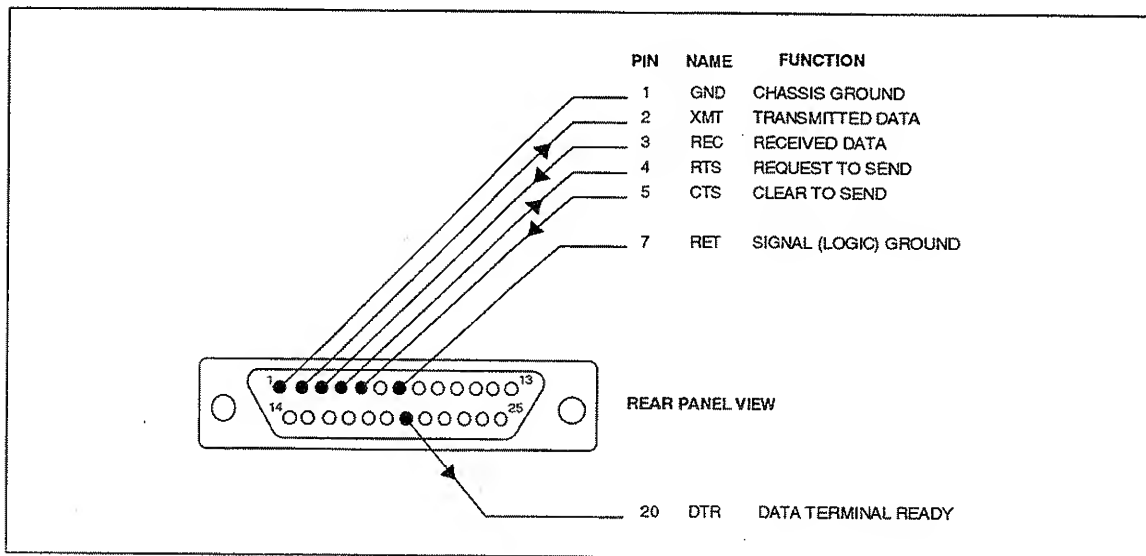 PIN NAME FUNCTION
1 GND CHASSIS GROUND
2 XMT TRANSMITTED DATA
3 REC RECEIVED DATA
4 RTS REQUEST TO SEND
5 CTS CLEAR TO SEND
7 RET SIGNAL (LOGIC) GROUND
1 13
14 25
REAR PANEL VIEW
20 DTR DATA TERMINAL READY